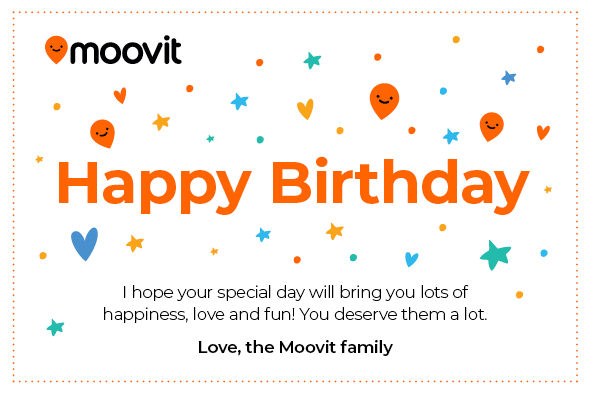 moovit
Happy Birthday
I hope your special day will bring you lots of
happiness, love and fun! You deserve them a lot.
Love, the Moovit family